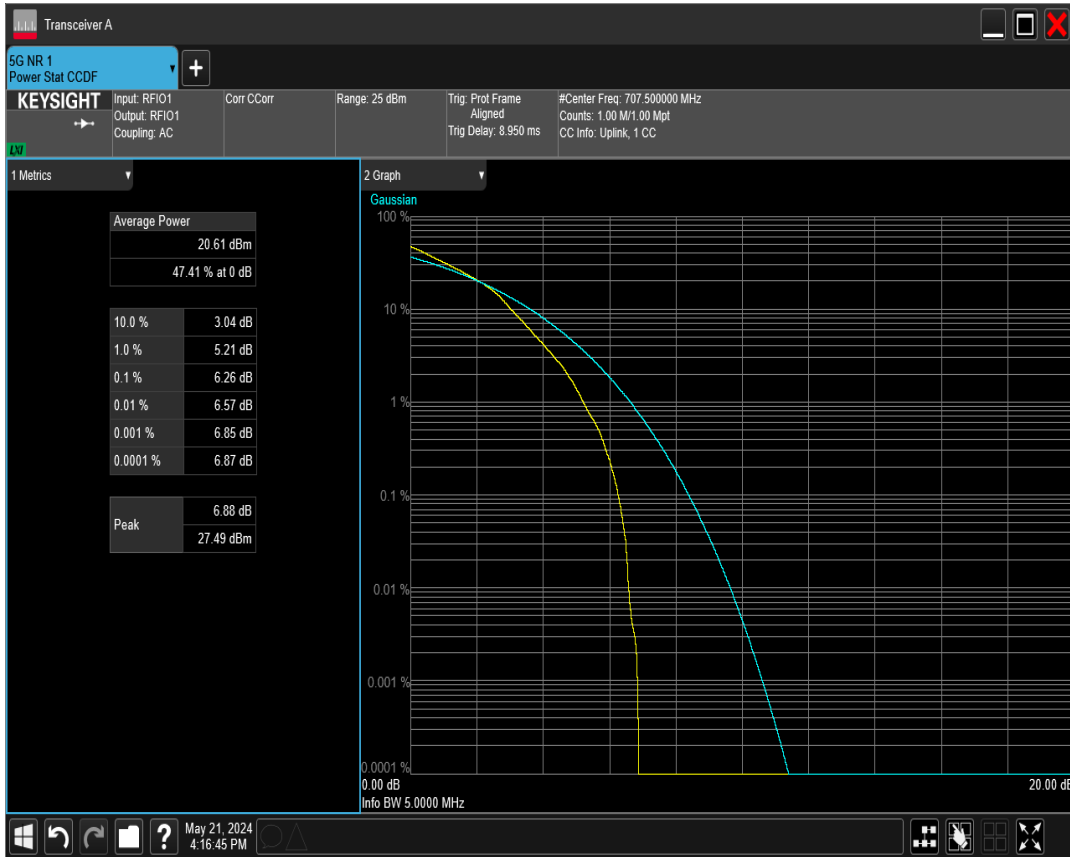 Transceiver A
5G NR 1
Power Stat CCDF
KEYSIGHT
LXI
Input: RFIO1
Output: RFIO1
Coupling: AC
Corr CCorr
Range: 25 dBm
Trig: Prot Frame
Aligned
Trig Delay: 8.950 ms
#Center Freq: 707.500000 MHz
Counts: 1.00 M/1.00 Mpt
CC Info: Uplink, 1 CC
1 Metrics
Average Power
20.61 dBm
47.41 % at 0 dB
10.0 % 3.04 dB
1.0 % 5.21 dB
0.1 % 6.26 dB
0.01 % 6.57 dB
0.001 % 6.85 dB
0.0001 % 6.87 dB
Peak 6.88 dB
27.49 dBm
2 Graph
Gaussian
100 %
10 %
1 %
0.1 %
0.01 %
0.001 %
0.0001 %
0.00 dB 20.00 dB
Info BW 5.0000 MHz
?
May 21, 2024
4:16:45 PM